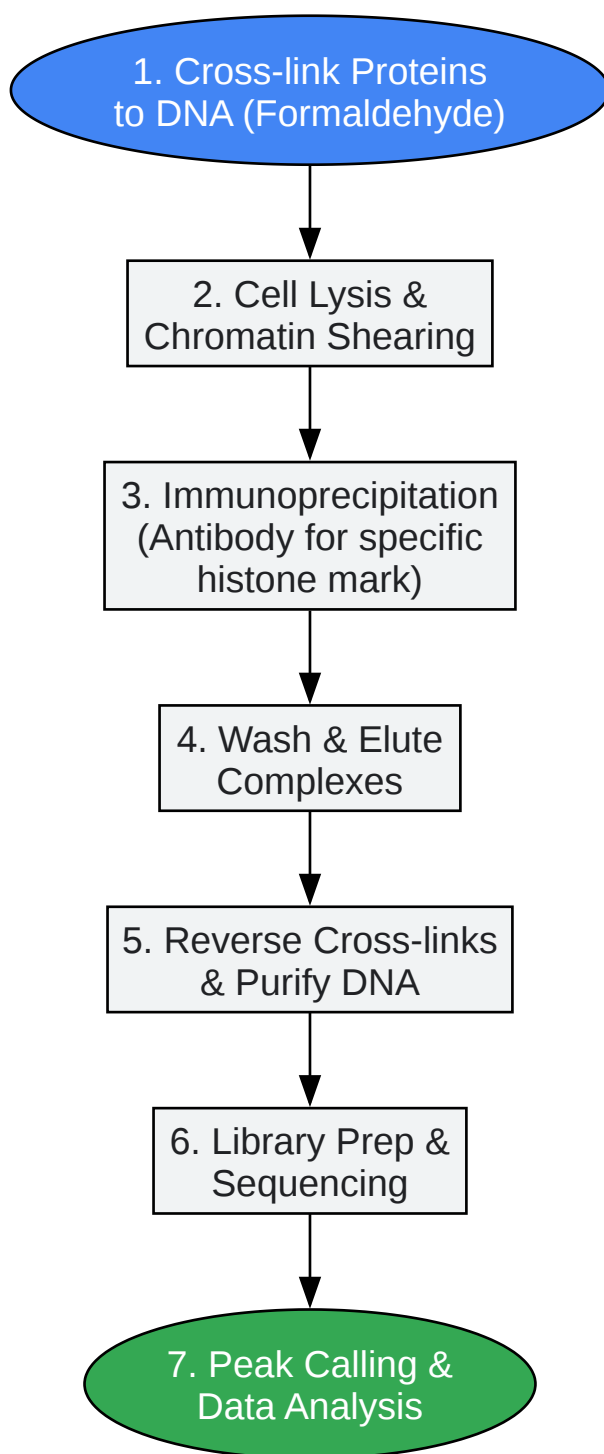 1. Cross-link Proteins
to DNA (Formaldehyde)
2. Cell Lysis &
Chromatin Shearing
3. Immunoprecipitation
(Antibody for specific
histone mark)
4. Wash & Elute
Complexes
5. Reverse Cross-links
& Purify DNA
6. Library Prep &
Sequencing
7. Peak Calling &
Data Analysis